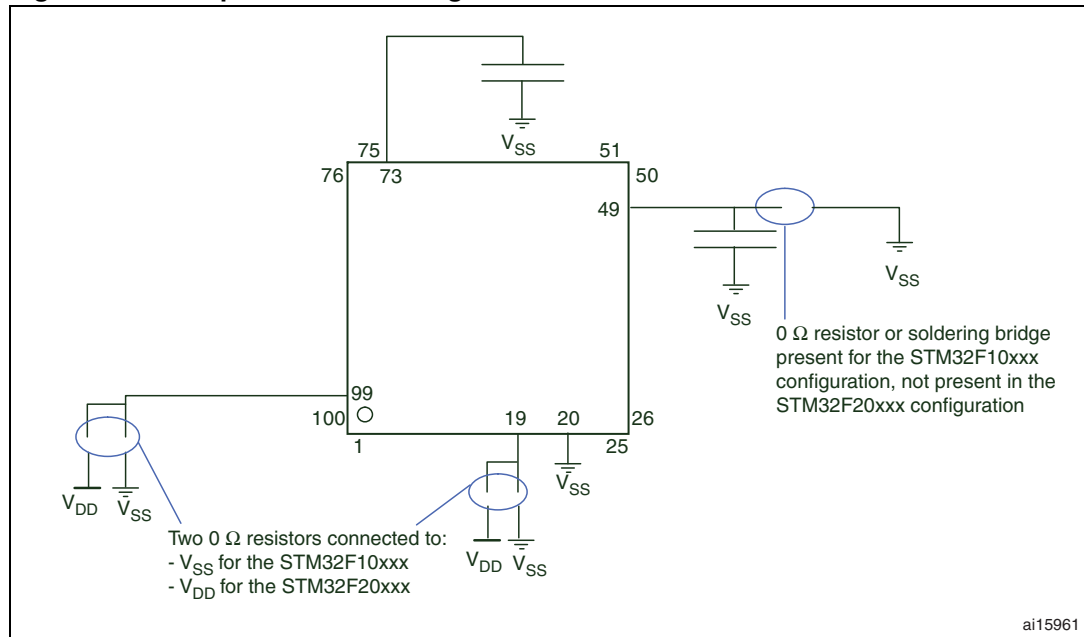 V_SS
75 51
76 73 50
49
V_SS
V_SS
0 Ω resistor or soldering bridge
present for the STM32F10xxx
configuration, not present in the
STM32F20xxx configuration
99
100 19 20 26
1 25
V_SS
V_DD V_SS
V_DD V_SS
Two 0 Ω resistors connected to:
- V_SS for the STM32F10xxx
- V_DD for the STM32F20xxx
ai15961